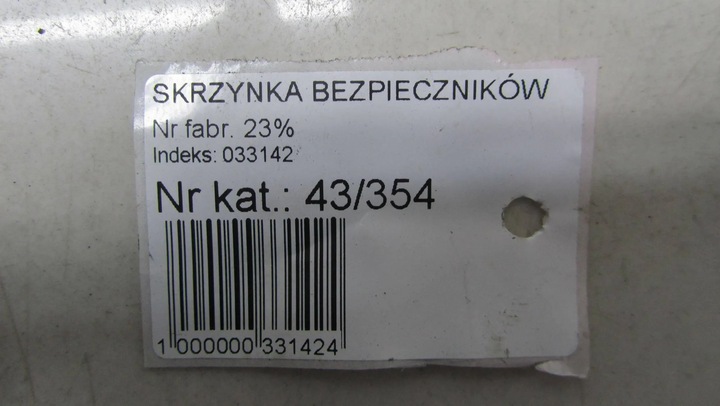 SKRZYNKA BEZPIECZNIKÓW
Nr fabr. 23%
Indeks: 033142
Nr kat.: 43/354
1 000000 331424